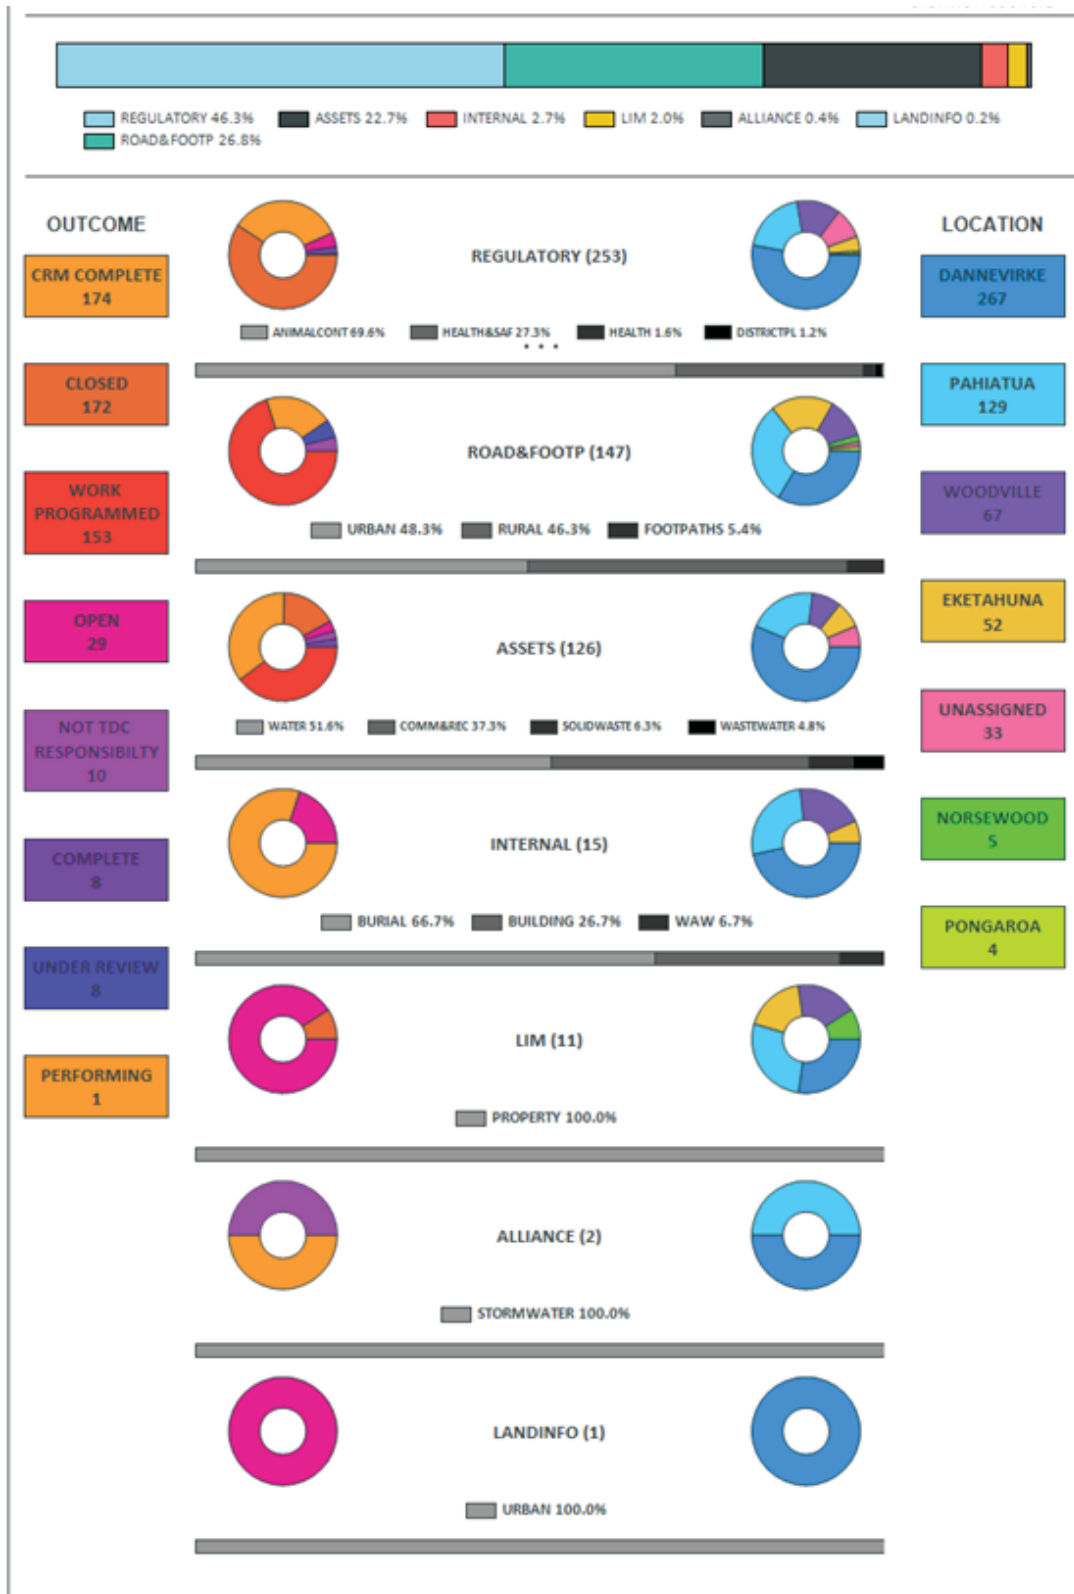 REGULATORY 46.3%
ASSETS 22.7%
INTERNAL 2.7%
LIM 2.0%
ALLIANCE 0.4%
LANDINFO 0.2%
ROAD&FOOTP 26.8%
OUTCOME
CRM COMPLETE
174
CLOSED
172
WORK
PROGRAMMED
153
OPEN
29
NOT TDC
RESPONSIBILTY
10
COMPLETE
8
UNDER REVIEW
8
PERFORMING
1
REGULATORY (253)
ANIMALCONT 69.6%
HEALTH&SAF 27.3%
HEALTH 1.6%
DISTRICTPL 1.2%
...
ROAD&FOOTP (147)
URBAN 48.3%
RURAL 46.3%
FOOTPATHS 5.4%
ASSETS (126)
WATER 51.6%
COMM&REC 37.3%
SOLIDWASTE 6.3%
WASTEWATER 4.8%
INTERNAL (15)
BURIAL 66.7%
BUILDING 26.7%
WAW 6.7%
LIM (11)
PROPERTY 100.0%
ALLIANCE (2)
STORMWATER 100.0%
LANDINFO (1)
URBAN 100.0%
LOCATION
DANNEVIRKE
267
PAHIATUA
129
WOODVILLE
67
EKETAHUNA
52
UNASSIGNED
33
NORSEWOOD
5
PONGAROA
4